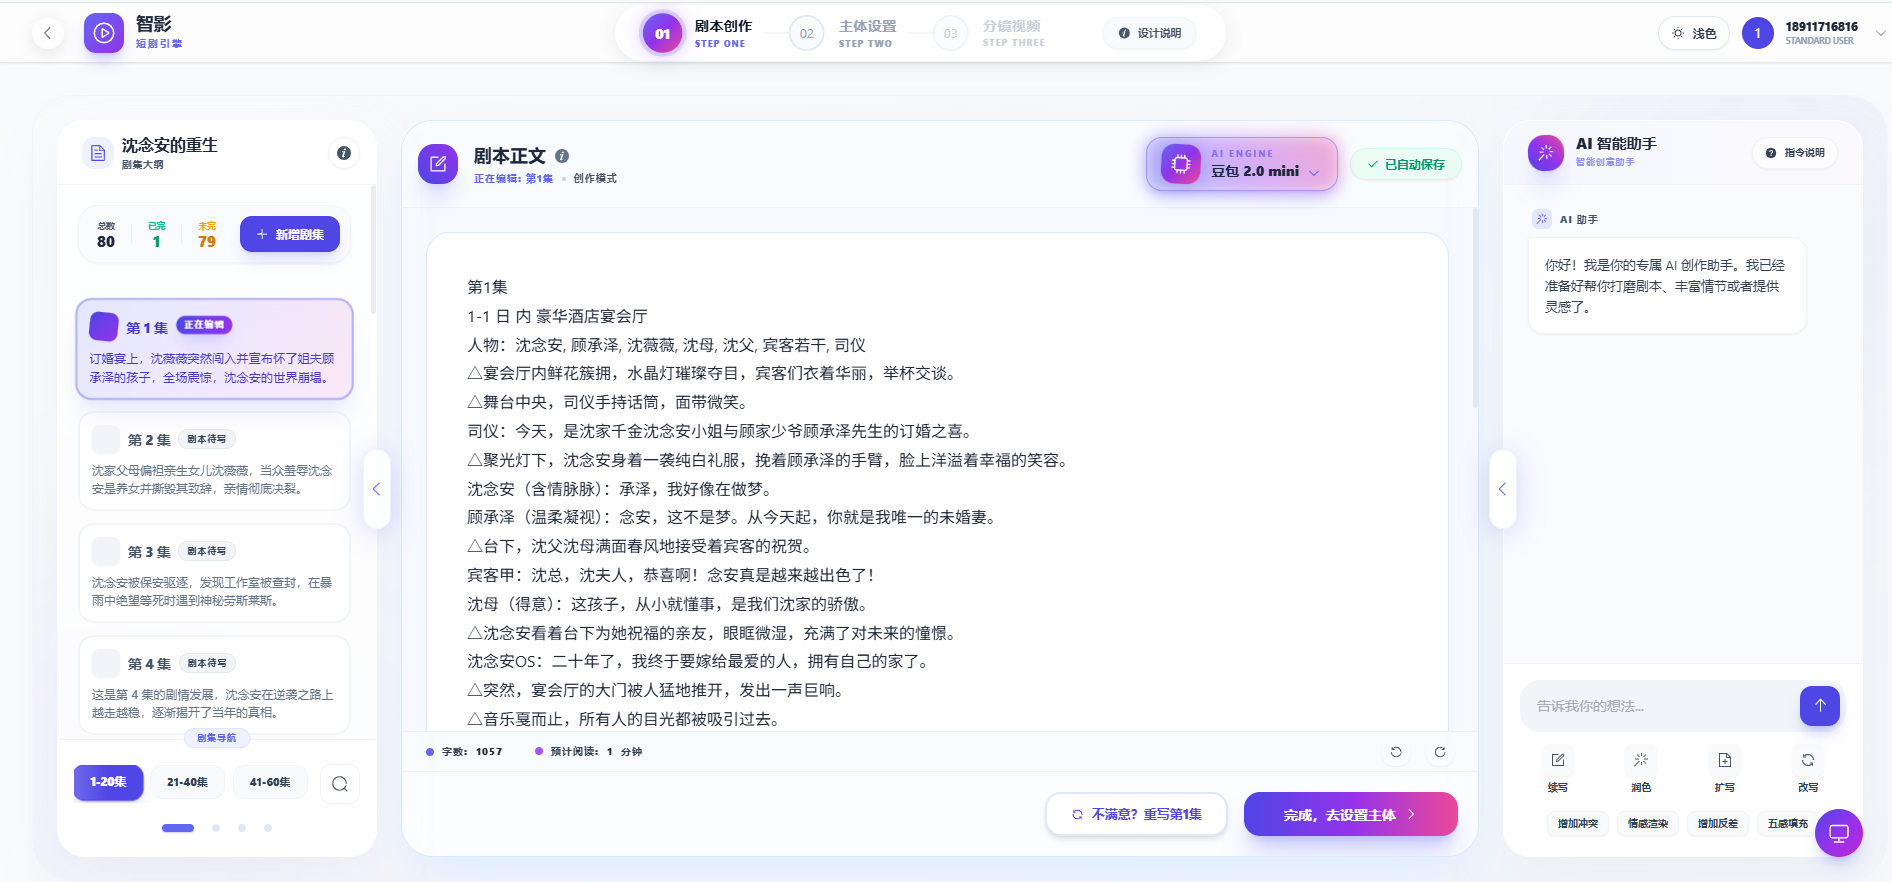 智影
短剧引擎
01
剧本创作
STEP ONE
02
主体设置
STEP TWO
03
分镜视频
STEP THREE
设计说明
浅色
1
18911716816
STANDARD USER
沈念安的重生
剧集大纲
总数
80
已完
1
未完
79
新增剧集
第 1 集
正在编辑
订婚宴上，沈薇薇突然闯入并宣布怀了姐夫顾
承泽的孩子，全场震惊，沈念安的世界崩塌。
第 2 集
剧本待写
沈家父母偏袒亲生女儿沈薇薇，当众羞辱沈念
安是养女并撕毁其致辞，亲情彻底决裂。
第 3 集
剧本待写
沈念安被保安驱逐，发现工作室被查封，在暴
雨中绝望等死时遇到神秘劳斯莱斯。
第 4 集
剧本待写
这是第 4 集的剧情发展，沈念安在逆袭之路上
越走越稳，逐渐揭开了当年的真相。
剧集导航
1-20集
21-40集
41-60集
剧本正文
正在编辑：第1集
创作模式
AI ENGINE
豆包 2.0 mini
已自动保存
第1集
1-1 日 内 豪华酒店宴会厅
人物：沈念安, 顾承泽, 沈薇薇, 沈母, 沈父, 宾客若干, 司仪
△宴会厅内鲜花簇拥，水晶灯璀璨夺目，宾客们衣着华丽，举杯交谈。
△舞台中央，司仪手持话筒，面带微笑。
司仪：今天，是沈家千金沈念安小姐与顾家少爷顾承泽先生的订婚之喜。
△聚光灯下，沈念安身着一袭纯白礼服，挽着顾承泽的手臂，脸上洋溢着幸福的笑容。
沈念安（含情脉脉）：承泽，我好像在做梦。
顾承泽（温柔凝视）：念安，这不是梦。从今天起，你就是我唯一的未婚妻。
△台下，沈父沈母满面春风地接受着宾客的祝贺。
宾客甲：沈总，沈夫人，恭喜啊！念安真是越来越出色了！
沈母（得意）：这孩子，从小就懂事，是我们沈家的骄傲。
△沈念安看着台下为她祝福的亲友，眼眶微湿，充满了对未来的憧憬。
沈念安OS：二十年了，我终于要嫁给最爱的人，拥有自己的家了。
△突然，宴会厅的大门被人猛地推开，发出一声巨响。
△音乐戛而止，所有人的目光都被吸引过去。
字数：1057
预计阅读：1 分钟
不满意？重写第1集
完成，去设置主体
AI 智能助手
智能创意助手
指令说明
AI 助手
你好！我是你的专属 AI 创作助手。我已经
准备好帮你打磨剧本、丰富情节或者提供
灵感了。
告诉我你的想法...
续写
润色
扩写
改写
增加冲突
情感渲染
增加反差
五感填充